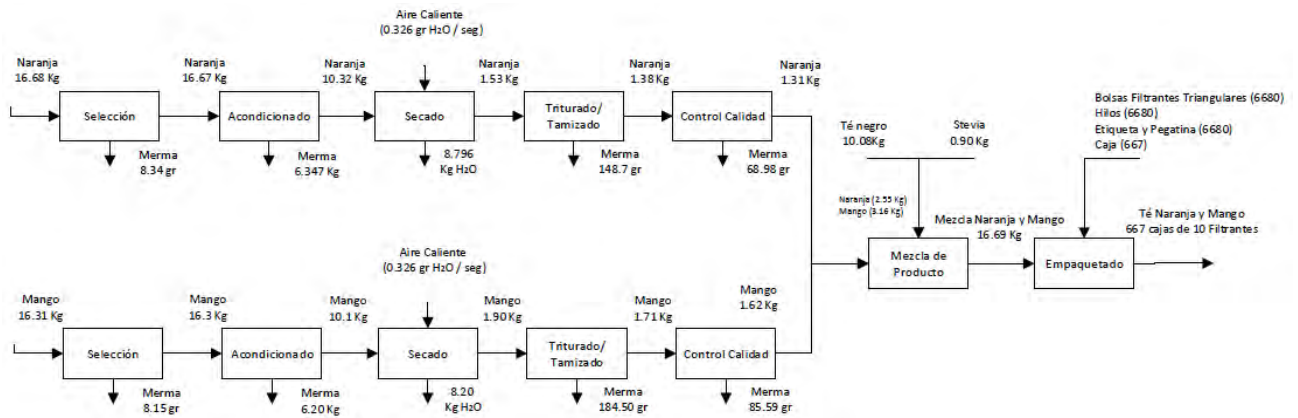 Aire Caliente
(0.326 gr H₂O / seg)
Naranja
16.68 Kg
Naranja
16.67 Kg
Naranja
10.32 Kg
Naranja
1.53 Kg
Naranja
1.38 Kg
Naranja
1.31 Kg
Selección
Acondicionado
Secado
Triturado/
Tamizado
Control Calidad
Merma
8.34 gr
Merma
6.347 Kg
8.796
Kg H₂O
Merma
148.7 gr
Merma
68.98 gr
Té negro
10.08Kg
Stevia
0.90 Kg
Bolsas Filtrantes Triangulares (6680)
Hilos (6680)
Etiqueta y Pegatina (6680)
Caja (667)
Naranja (2.55 Kg)
Mango (3.16 Kg)
Mezcla de
Producto
Mezcla Naranja y Mango
16.69 Kg
Empaquetado
Té Naranja y Mango
667 cajas de 10 Filtrantes
Aire Caliente
(0.326 gr H₂O / seg)
Mango
16.31 Kg
Mango
16.3 Kg
Mango
10.1 Kg
Mango
1.90 Kg
Mango
1.71 Kg
Mango
1.62 Kg
Selección
Acondicionado
Secado
Triturado/
Tamizado
Control Calidad
Merma
8.15 gr
Merma
6.20 Kg
8.20
Kg H₂O
Merma
184.50 gr
Merma
85.59 gr